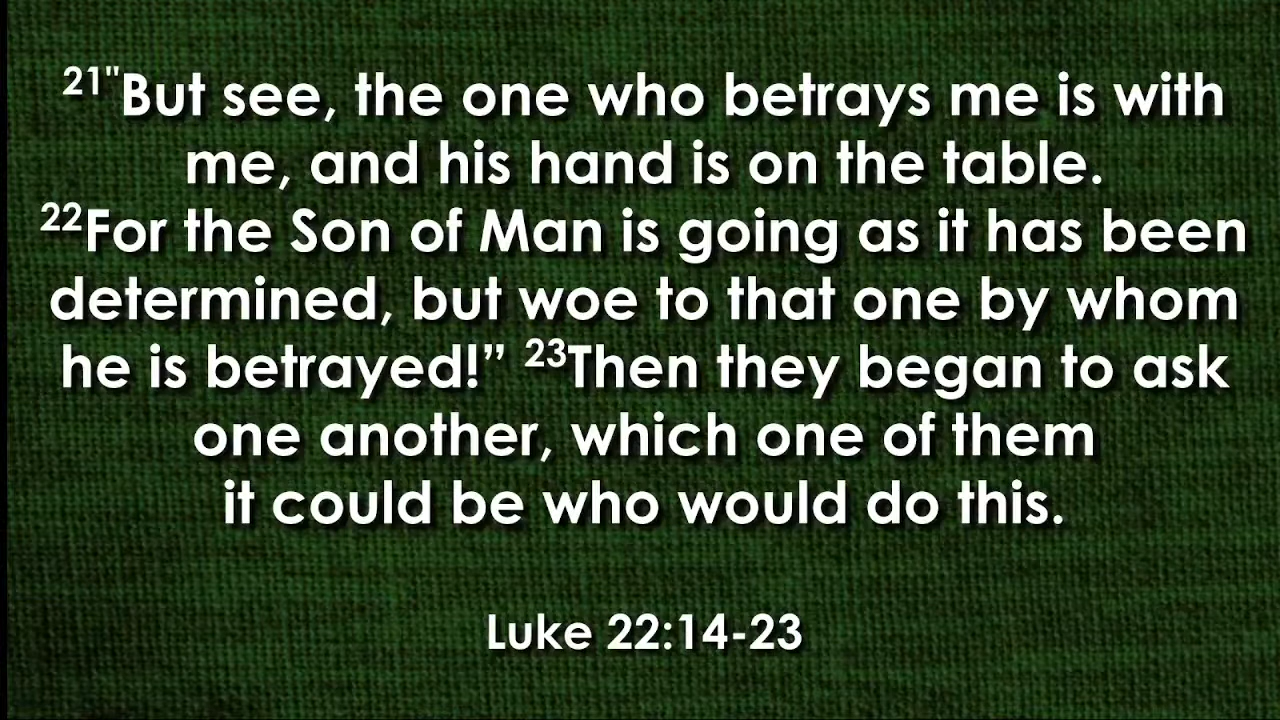 21"But see, the one who betrays me is with
me, and his hand is on the table.
22For the Son of Man is going as it has been
determined, but woe to that one by whom
he is betrayed!” 23Then they began to ask
one another, which one of them
it could be who would do this.
Luke 22:14-23